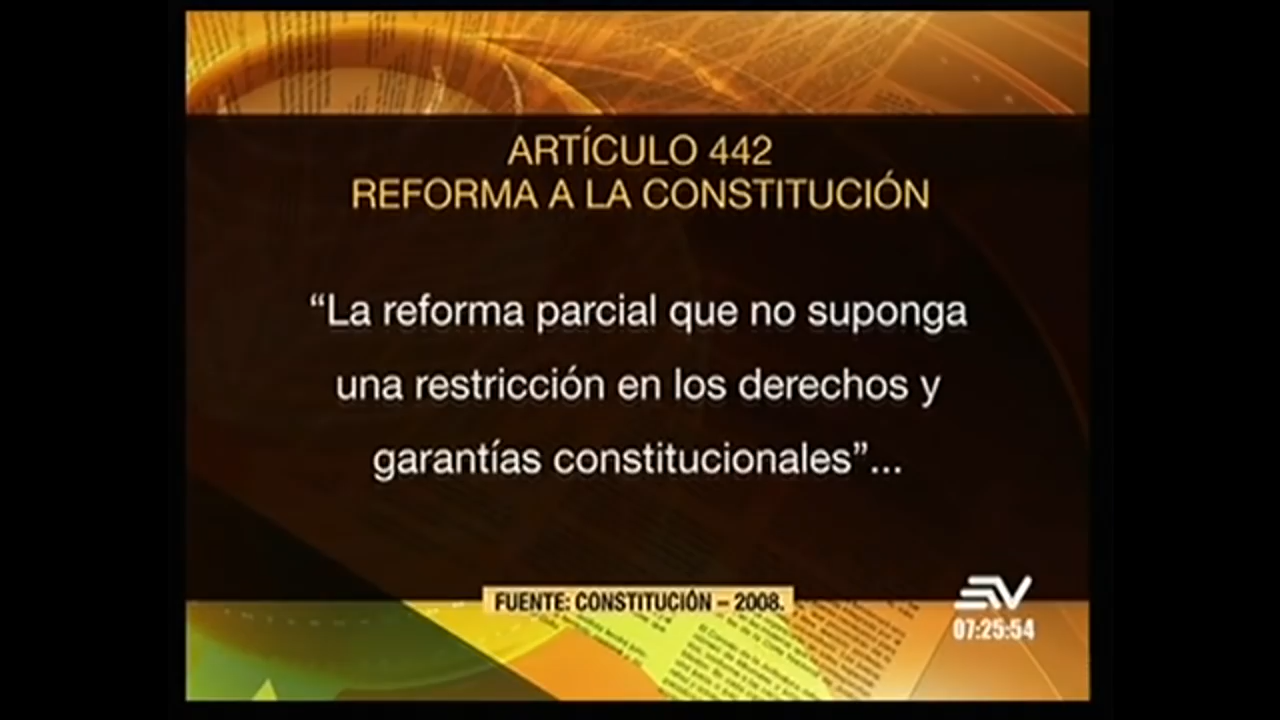 ARTÍCULO 442
REFORMA A LA CONSTITUCIÓN
“La reforma parcial que no suponga
una restricción en los derechos y
garantías constitucionales”...
FUENTE: CONSTITUCIÓN – 2008.
07:25:54